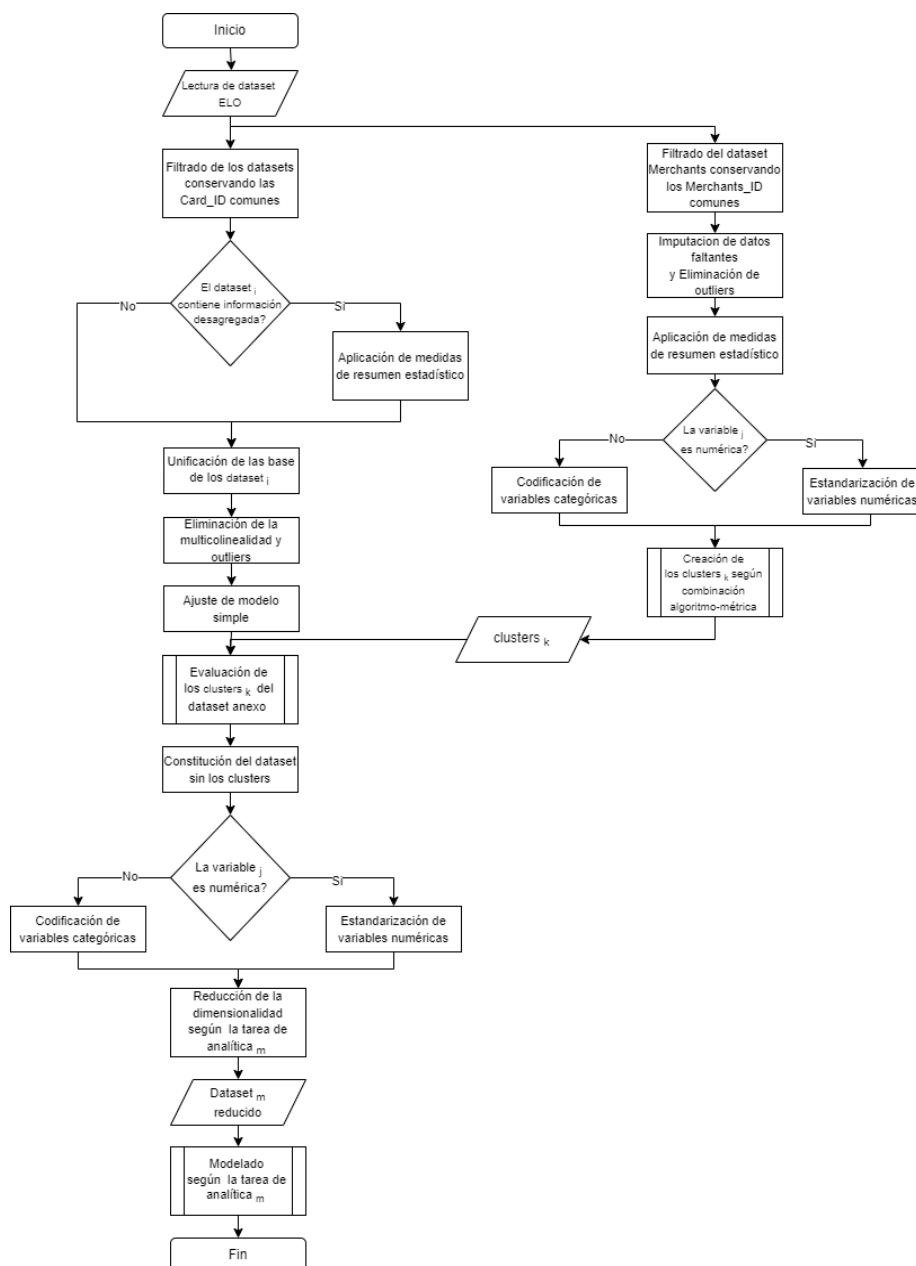 Inicio
Lectura de dataset
ELO
Filtrado de los datasets
conservando las
Card_ID comunes
Filtrado del dataset
Merchants conservando
los Merchants_ID
comunes
Imputacion de datos
faltantes
y Eliminación de
outliers
El dataset i
contiene información
desagregada?
No
Si
Aplicación de medidas
de resumen estadístico
Aplicación de medidas
de resumen estadístico
La variable j
es numérica?
No
Si
Codificación de
variables categóricas
Estandarización de
variables numéricas
Unificación de las base
de los dataset i
Eliminación de la
multicolinealidad y
outliers
Ajuste de modelo
simple
Creación de
los clusters k según
combinación
algoritmo-métrica
clusters k
Evaluación de
los clusters k del
dataset anexo
Constitución del dataset
sin los clusters
La variable j
es numérica?
No
Si
Codificación de
variables categóricas
Estandarización de
variables numéricas
Reducción de la
dimensionalidad
según la tarea de
analítica m
Dataset m
reducido
Modelado
según la tarea de
analítica m
Fin